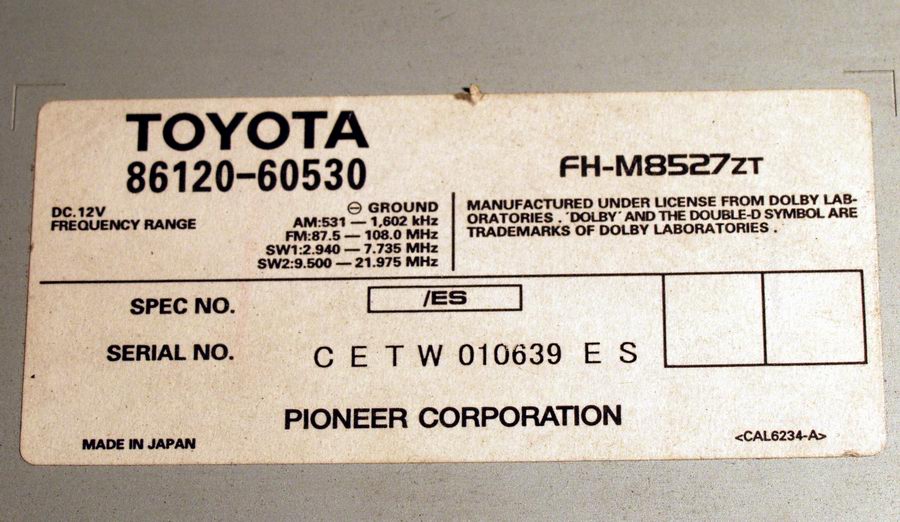 TOYOTA
86120-60530
FH-M8527ZT
DC.12V
FREQUENCY RANGE
⊖ GROUND
AM:531 — 1,602 kHz
FM:87.5 — 108.0 MHz
SW1:2.940 — 7.735 MHz
SW2:9.500 — 21.975 MHz
MANUFACTURED UNDER LICENSE FROM DOLBY LAB-
ORATORIES . ´DOLBY´ AND THE DOUBLE-D SYMBOL ARE
TRADEMARKS OF DOLBY LABORATORIES .
SPEC NO. /ES
SERIAL NO. CETW 010639 ES
PIONEER CORPORATION
MADE IN JAPAN
<CAL6234-A>